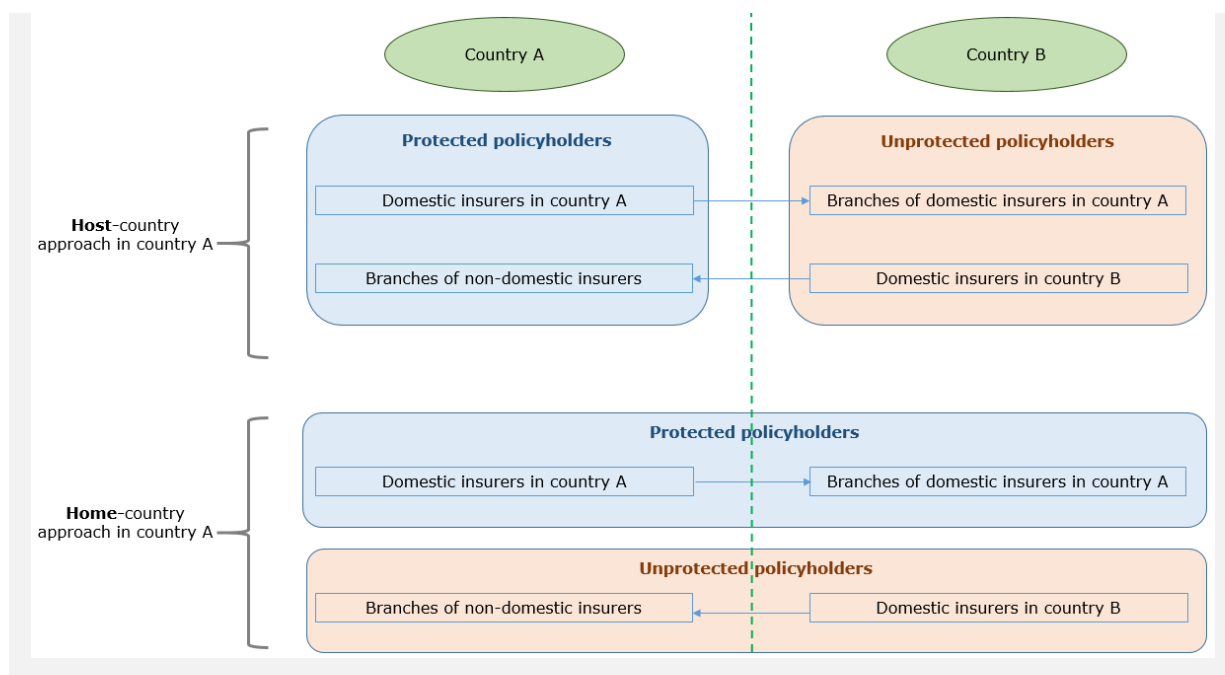 Country A
Country B
Protected policyholders
Unprotected policyholders
Domestic insurers in country A
Branches of domestic insurers in country A
Host-country
approach in country A
Branches of non-domestic insurers
Domestic insurers in country B
Protected policyholders
Domestic insurers in country A
Branches of domestic insurers in country A
Home-country
approach in country A
Unprotected policyholders
Branches of non-domestic insurers
Domestic insurers in country B